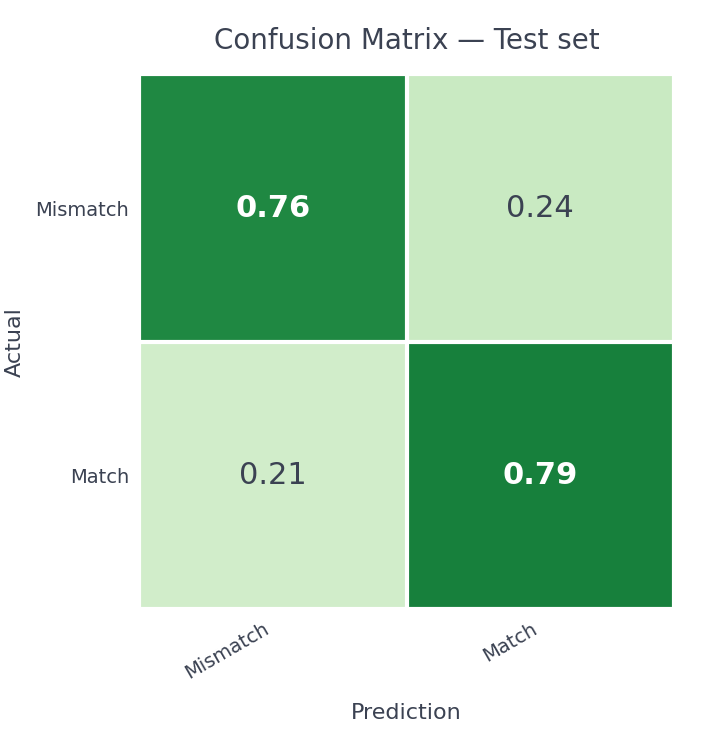 Confusion Matrix — Test set
Actual
Mismatch
0.76
0.24
Match
0.21
0.79
Mismatch
Match
Prediction